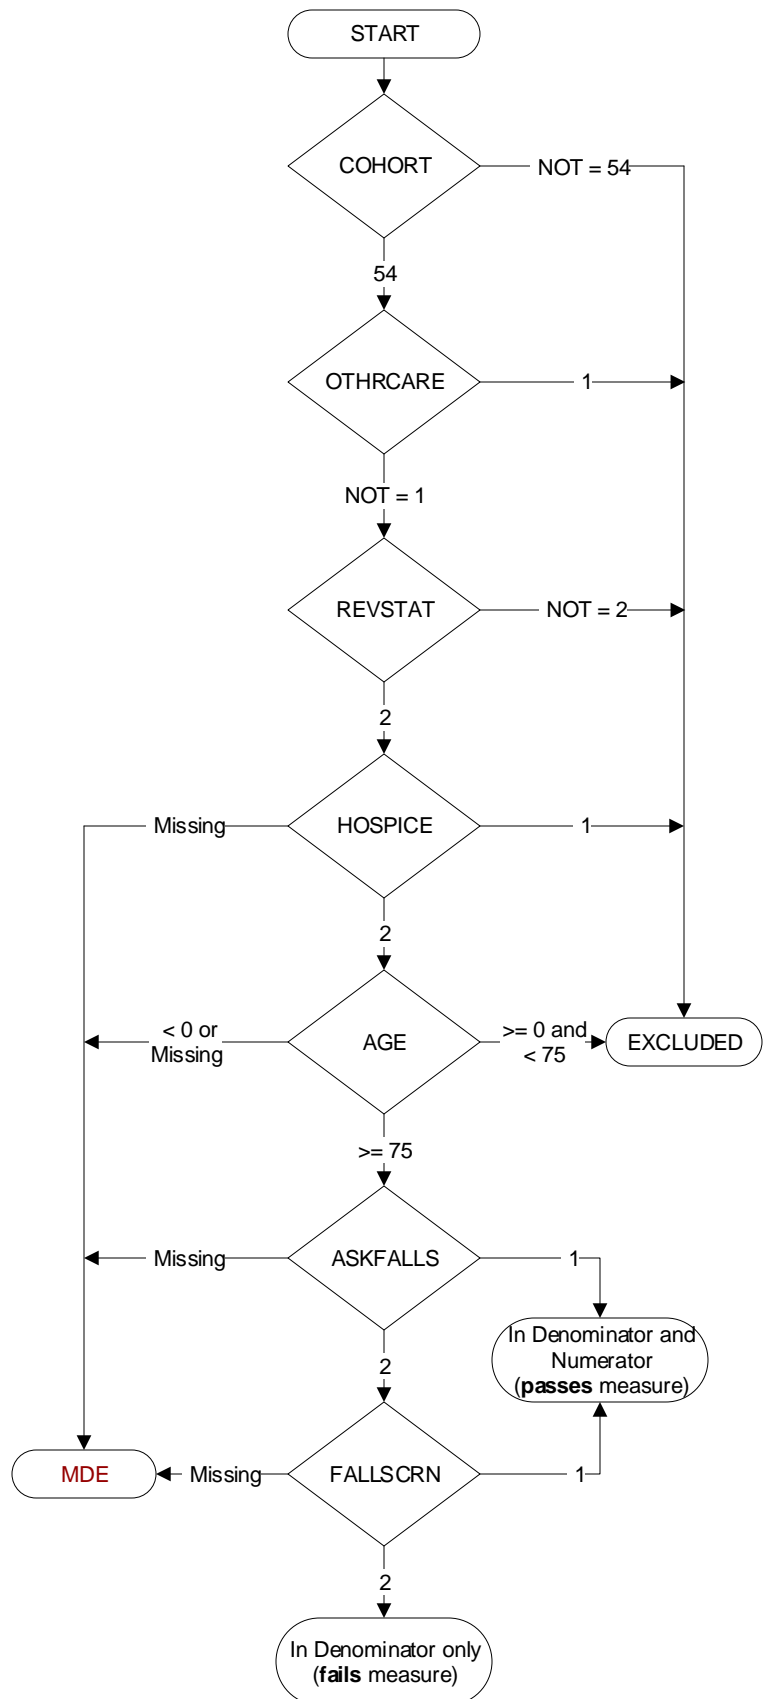 START
COHORT
NOT = 54
54
OTHRCARE
1
NOT = 1
REVSTAT
NOT = 2
2
Missing
HOSPICE
1
2
< 0 or
Missing
AGE
>= 0 and
< 75
EXCLUDED
>= 75
Missing
ASKFALLS
1
In Denominator and
Numerator
(passes measure)
2
MDE
Missing
FALLSCRN
1
2
In Denominator only
(fails measure)